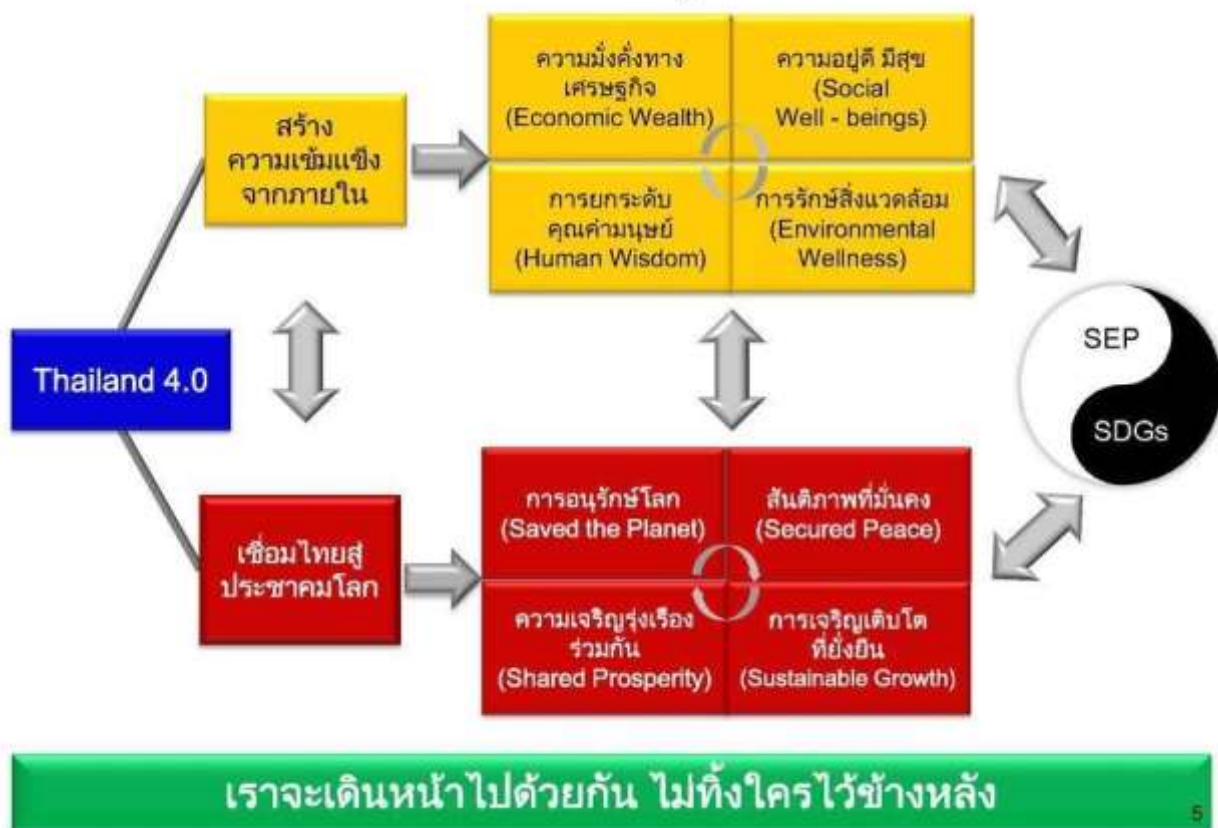 Thailand 4.0
สร้าง
ความเข้มแข็ง
จากภายใน
ความมั่งคั่งทาง
เศรษฐกิจ
(Economic Wealth)
ความอยู่ดี มีสุข
(Social
Well - beings)
การยกระดับ
คุณค่ามนุษย์
(Human Wisdom)
การรักษ์สิ่งแวดล้อม
(Environmental
Wellness)
เชื่อมไทยสู่
ประชาคมโลก
การอนุรักษ์โลก
(Saved the Planet)
สันติภาพที่มั่นคง
(Secured Peace)
ความเจริญรุ่งเรือง
ร่วมกัน
(Shared Prosperity)
การเจริญเติบโต
ที่ยั่งยืน
(Sustainable Growth)
SEP
SDGs
เราจะเดินหน้าไปด้วยกัน ไม่ทิ้งใครไว้ข้างหลัง
5